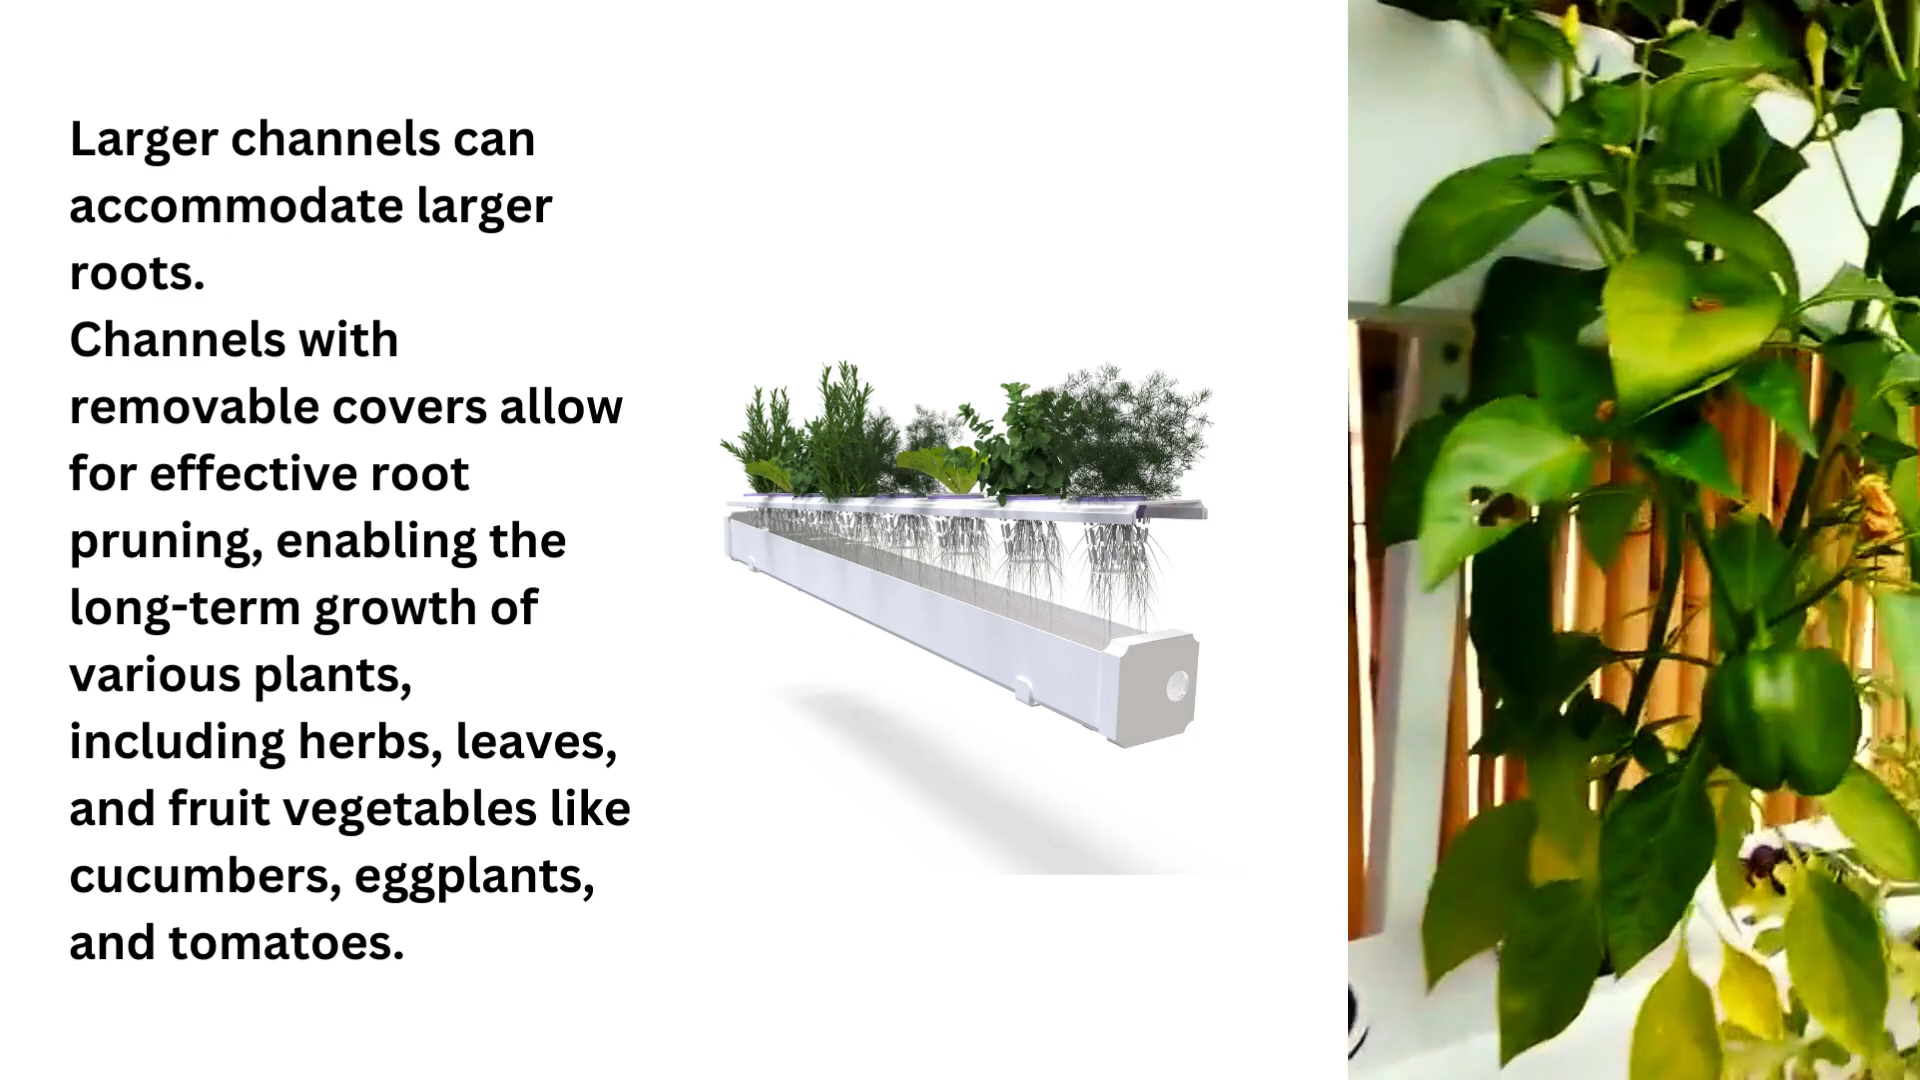 Larger channels can
accommodate larger
roots.
Channels with
removable covers allow
for effective root
pruning, enabling the
long-term growth of
various plants,
including herbs, leaves,
and fruit vegetables like
cucumbers, eggplants,
and tomatoes.